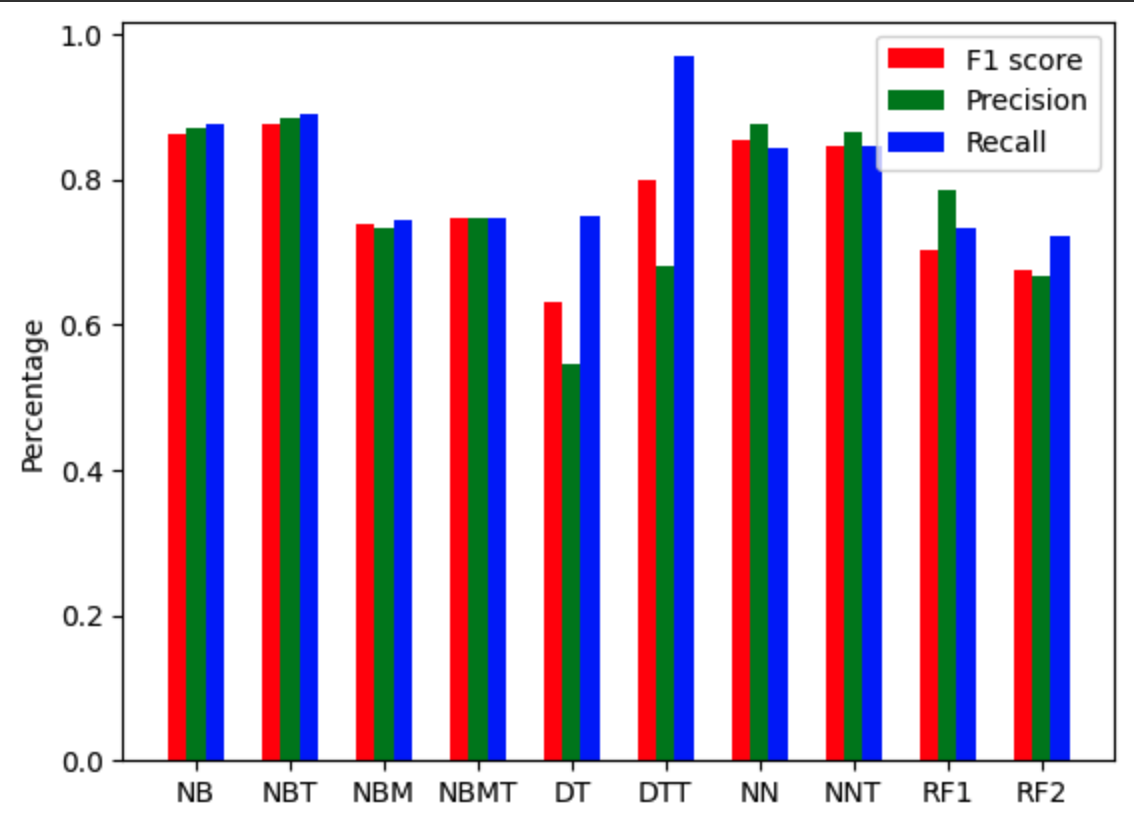 1.0
0.8
0.6
0.4
0.2
0.0
Percentage
F1 score
Precision
Recall
NB NBT NBM NBMT DT DTT NN NNT RF1 RF2